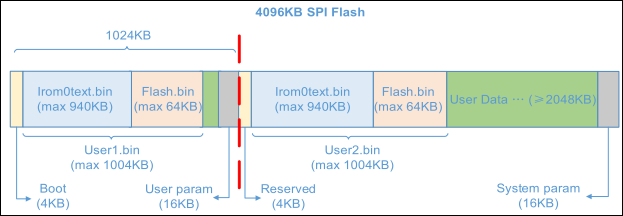 4096KB SPI Flash
1024KB
Irom0text.bin
(max 940KB)
Flash.bin
(max 64KB)
Irom0text.bin
(max 940KB)
Flash.bin
(max 64KB)
User Data ··· (≥2048KB)
User1.bin
(max 1004KB)
User2.bin
(max 1004KB)
Boot
(4KB)
User param
(16KB)
Reserved
(4KB)
System param
(16KB)